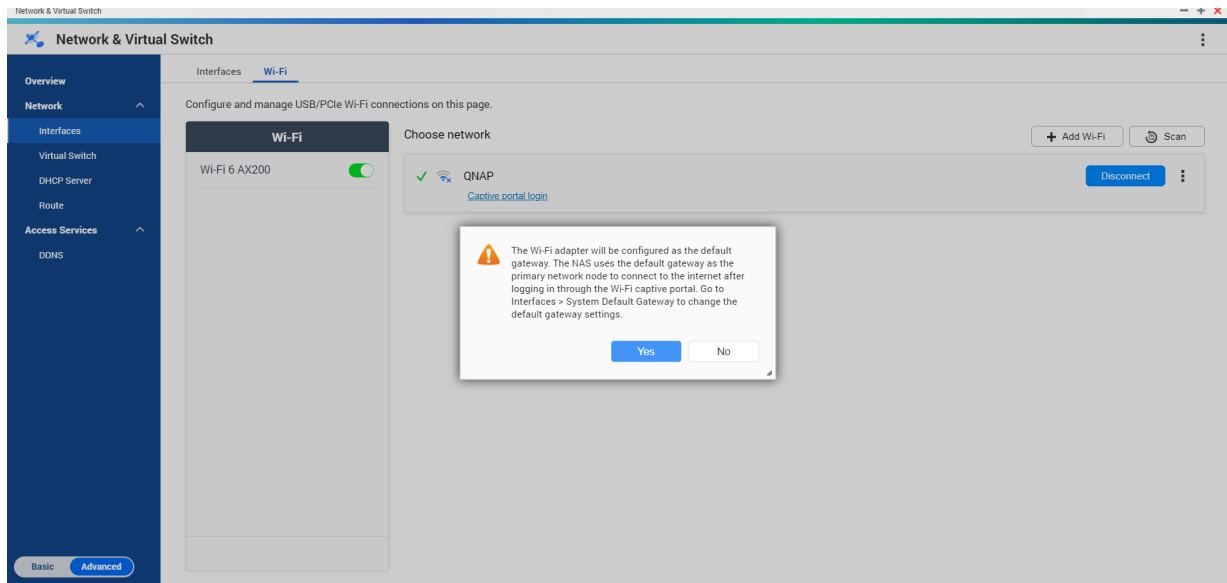 Network & Virtual Switch
Network & Virtual Switch
Overview
Network
Interfaces
Virtual Switch
DHCP Server
Route
Access Services
DDNS
Basic Advanced
Interfaces Wi-Fi
Configure and manage USB/PCIe Wi-Fi connections on this page.
Wi-Fi
Wi-Fi 6 AX200
Choose network
Add Wi-Fi Scan
QNAP
Captive portal login
Disconnect
The Wi-Fi adapter will be configured as the default
gateway. The NAS uses the default gateway as the
primary network node to connect to the internet after
logging in through the Wi-Fi captive portal. Go to
Interfaces > System Default Gateway to change the
default gateway settings.
Yes No